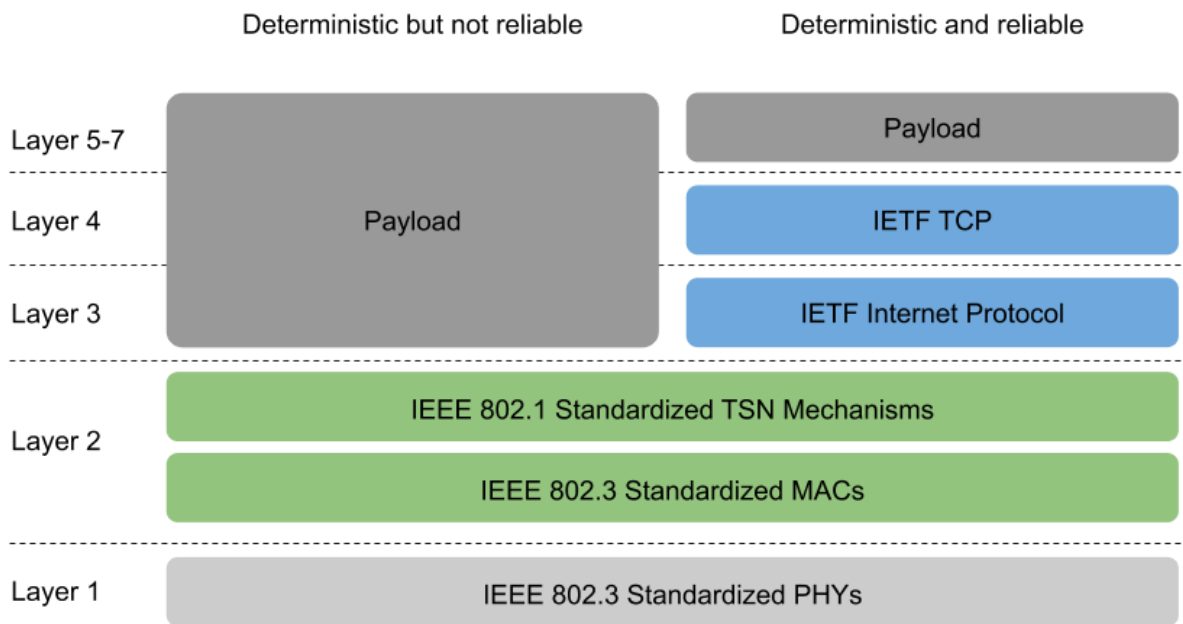 Deterministic but not reliable
Deterministic and reliable
Layer 5-7
Payload
Payload
Layer 4
IETF TCP
Layer 3
IETF Internet Protocol
Layer 2
IEEE 802.1 Standardized TSN Mechanisms
IEEE 802.3 Standardized MACs
Layer 1
IEEE 802.3 Standardized PHYs